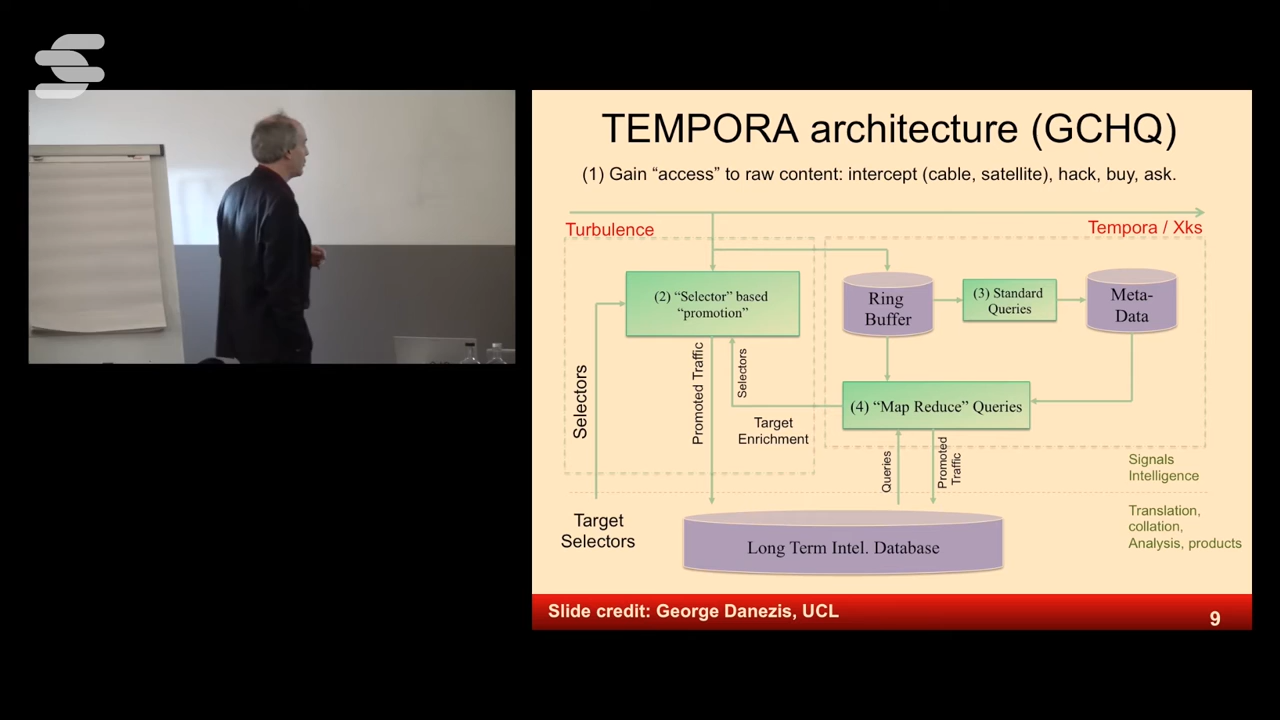 TEMPORA architecture (GCHQ)
(1) Gain “access” to raw content: intercept (cable, satellite), hack, buy, ask.
Turbulence
Tempora / Xks
(2) “Selector” based
“promotion”
Ring
Buffer
(3) Standard
Queries
Meta-
Data
Selectors
Promoted Traffic
Selectors
Target
Enrichment
(4) “Map Reduce” Queries
Queries
Promoted
Traffic
Signals
Intelligence
Target
Selectors
Long Term Intel. Database
Translation,
collation,
Analysis, products
Slide credit: George Danezis, UCL
9